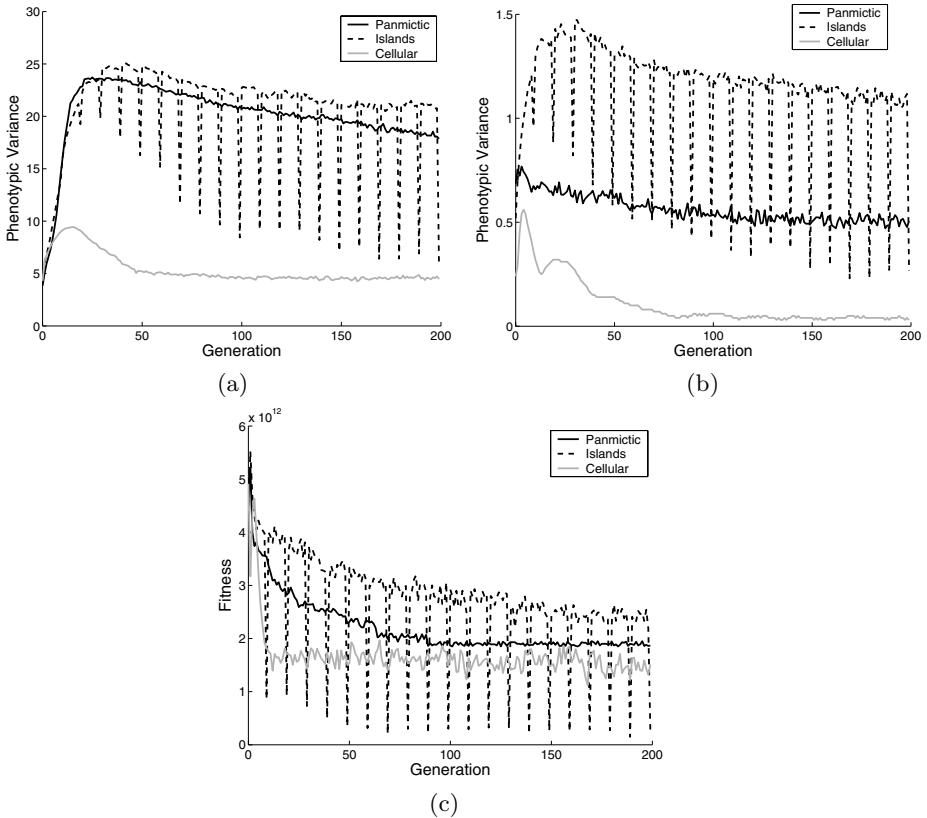 30
25
20
15
10
5
0
0 50 100 150 200
Phenotypic Variance
Generation
Panmictic
Islands
Cellular
(a)
1.5
1
0.5
0
0 50 100 150 200
Phenotypic Variance
Generation
Panmictic
Islands
Cellular
(b)
x 10^12
6
5
4
3
2
1
0
0 50 100 150 200
Fitness
Generation
Panmictic
Islands
Cellular
(c)